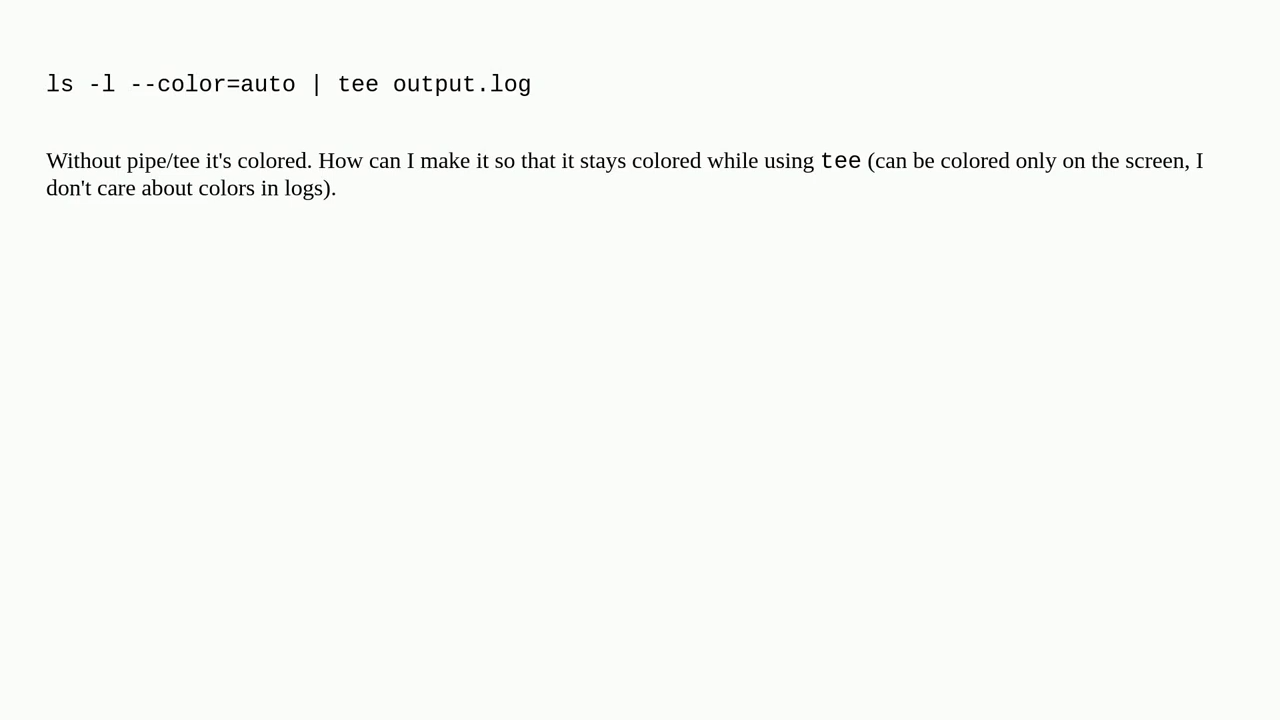 ls -l --color=auto | tee output.log
Without pipe/tee it's colored. How can I make it so that it stays colored while using tee (can be colored only on the screen, I
don't care about colors in logs).